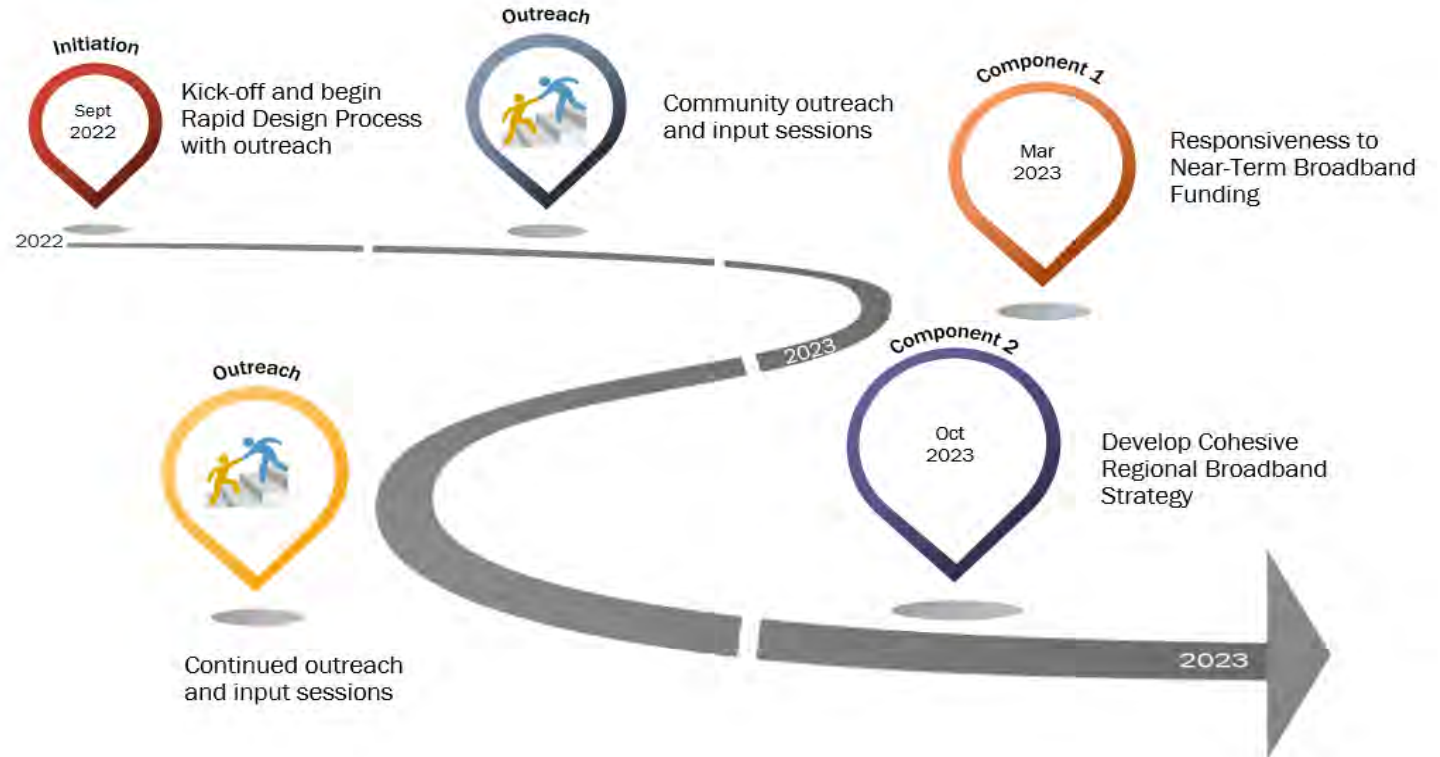 Initiation
Sept
2022
Kick-off and begin
Rapid Design Process
with outreach
Outreach
Community outreach
and input sessions
Component 1
Mar
2023
Responsiveness to
Near-Term Broadband
Funding
2022
2023
Outreach
Continued outreach
and input sessions
Component 2
Oct
2023
Develop Cohesive
Regional Broadband
Strategy
2023